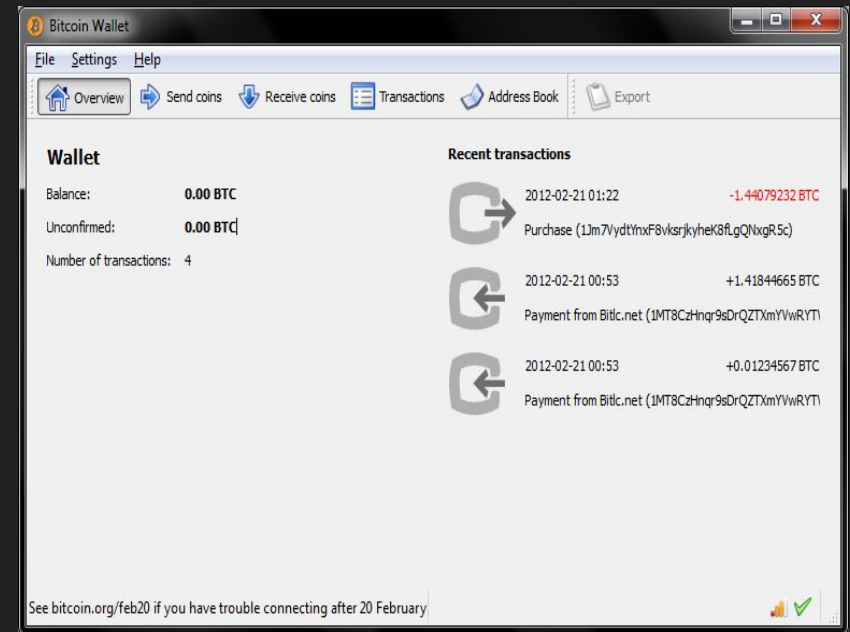 Bitcoin Wallet
File Settings Help
Overview Send coins Receive coins Transactions Address Book Export
Wallet
Balance: 0.00 BTC
Unconfirmed: 0.00 BTC
Number of transactions: 4
Recent transactions
2012-02-21 01:22 -1.44079232 BTC
Purchase (1Jm7VydtYnxF8vksrjkyheK8fLgQNxgR5c)
2012-02-21 00:53 +1.41844665 BTC
Payment from Bitlc.net (1MT8CzHnqr9sDrQZTXmYVwRYT
2012-02-21 00:53 +0.01234567 BTC
Payment from Bitlc.net (1MT8CzHnqr9sDrQZTXmYVwRYT
See bitcoin.org/feb20 if you have trouble connecting after 20 February